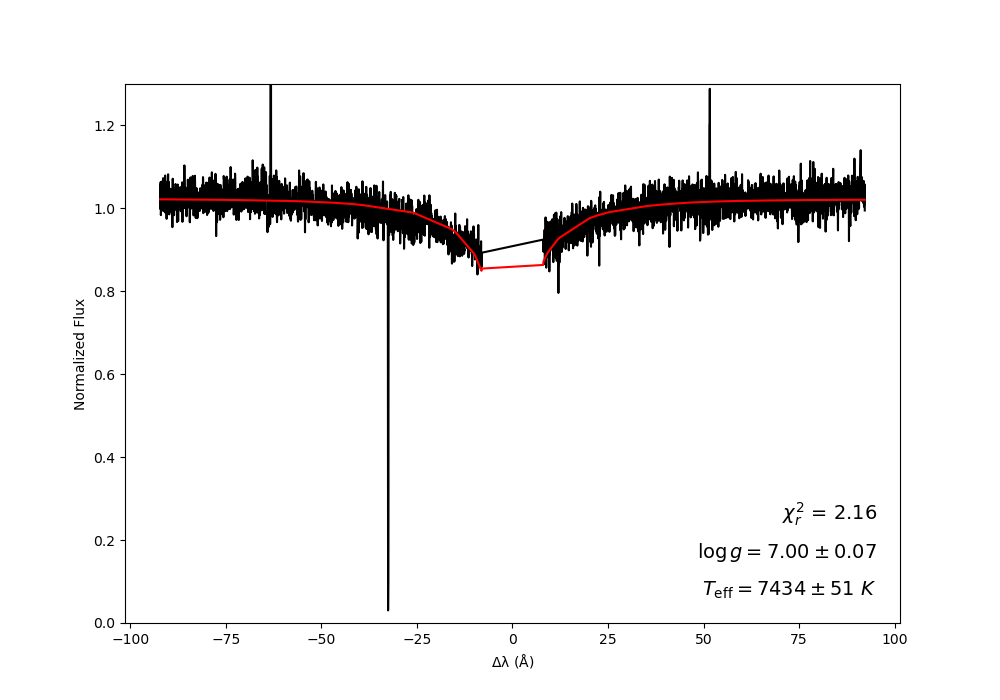 1.2
1.0
0.8
0.6
0.4
0.2
0.0
Normalized Flux
χ²ᵣ = 2.16
log g = 7.00 ± 0.07
T_eff = 7434 ± 51 K
−100 −75 −50 −25 0 25 50 75 100
Δλ (Å)